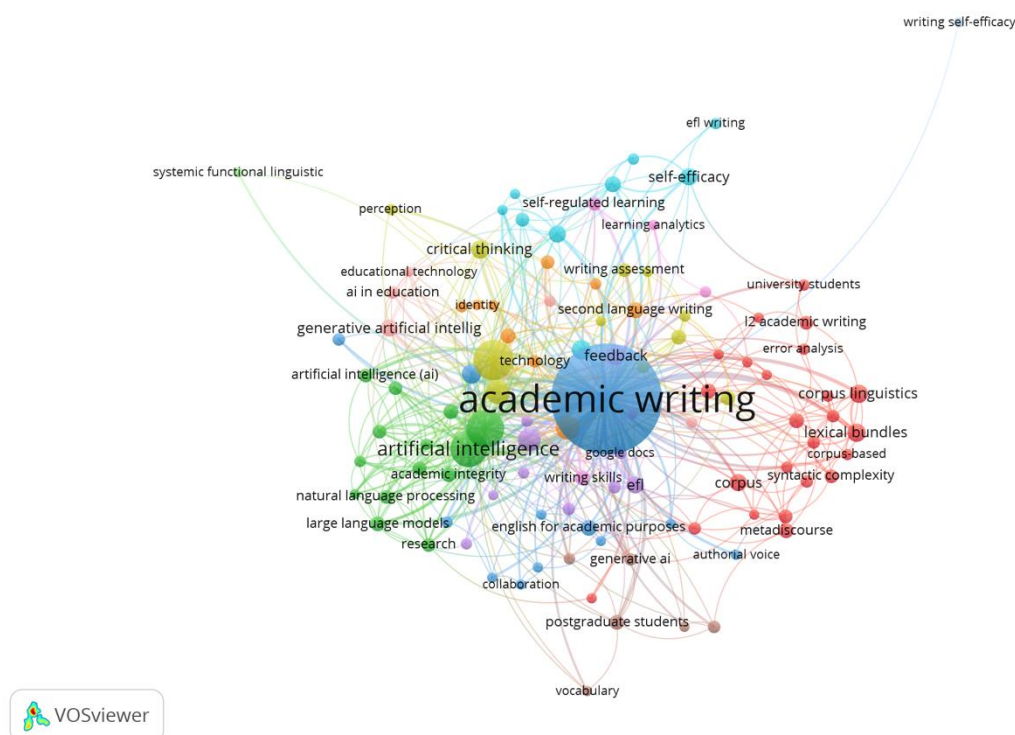 writing self-efficacy
efl writing
systemic functional linguistic
self-efficacy
self-regulated learning
perception
learning analytics
critical thinking
writing assessment
educational technology
university students
ai in education
identity
second language writing
l2 academic writing
generative artificial intellig
error analysis
technology
feedback
artificial intelligence (ai)
corpus linguistics
academic writing
lexical bundles
artificial intelligence
google docs
corpus-based
academic integrity
writing skills
efl
corpus
syntactic complexity
natural language processing
large language models
english for academic purposes
metadiscourse
research
generative ai
authorial voice
collaboration
postgraduate students
vocabulary
VOSviewer